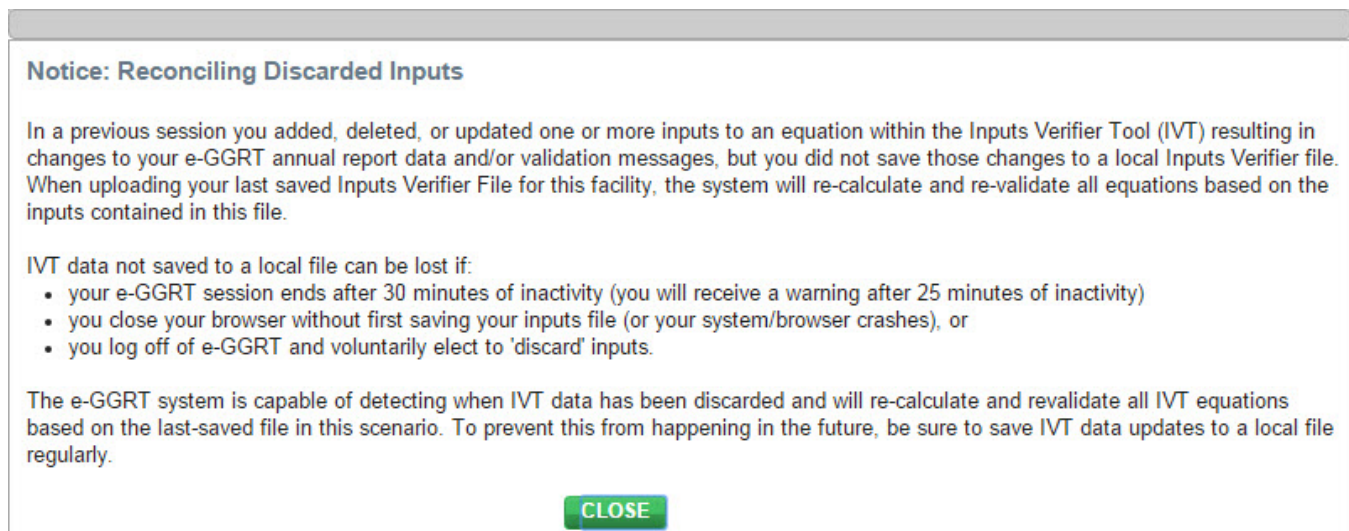 Notice: Reconciling Discarded Inputs
In a previous session you added, deleted, or updated one or more inputs to an equation within the Inputs Verifier Tool (IVT) resulting in
changes to your e-GGRT annual report data and/or validation messages, but you did not save those changes to a local Inputs Verifier file.
When uploading your last saved Inputs Verifier File for this facility, the system will re-calculate and re-validate all equations based on the
inputs contained in this file.
IVT data not saved to a local file can be lost if:
• your e-GGRT session ends after 30 minutes of inactivity (you will receive a warning after 25 minutes of inactivity)
• you close your browser without first saving your inputs file (or your system/browser crashes), or
• you log off of e-GGRT and voluntarily elect to 'discard' inputs.
The e-GGRT system is capable of detecting when IVT data has been discarded and will re-calculate and revalidate all IVT equations
based on the last-saved file in this scenario. To prevent this from happening in the future, be sure to save IVT data updates to a local file
regularly.
CLOSE